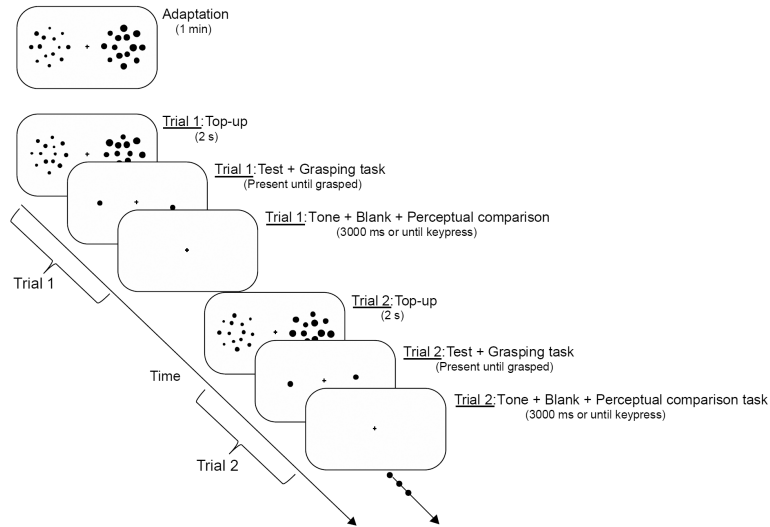 Adaptation
(1 min)
Trial 1:Top-up
(2 s)
Trial 1:Test + Grasping task
(Present until grasped)
Trial 1:Tone + Blank + Perceptual comparison
(3000 ms or until keypress)
Trial 1
Trial 2:Top-up
(2 s)
Trial 2:Test + Grasping task
(Present until grasped)
Time
Trial 2:Tone + Blank + Perceptual comparison task
(3000 ms or until keypress)
Trial 2